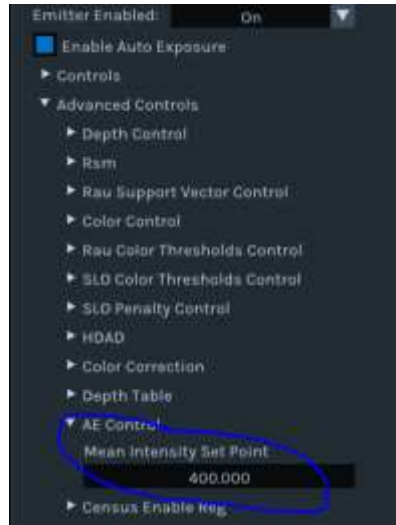 Emitter Enabled: On
Enable Auto Exposure
Controls
Advanced Controls
Depth Control
Rsm
Rau Support Vector Control
Color Control
Rau Color Thresholds Control
SLO Color Thresholds Control
SLO Penalty Control
HDAD
Color Correction
Depth Table
AE Control
Mean Intensity Set Point
400.000
Census Enable Reg